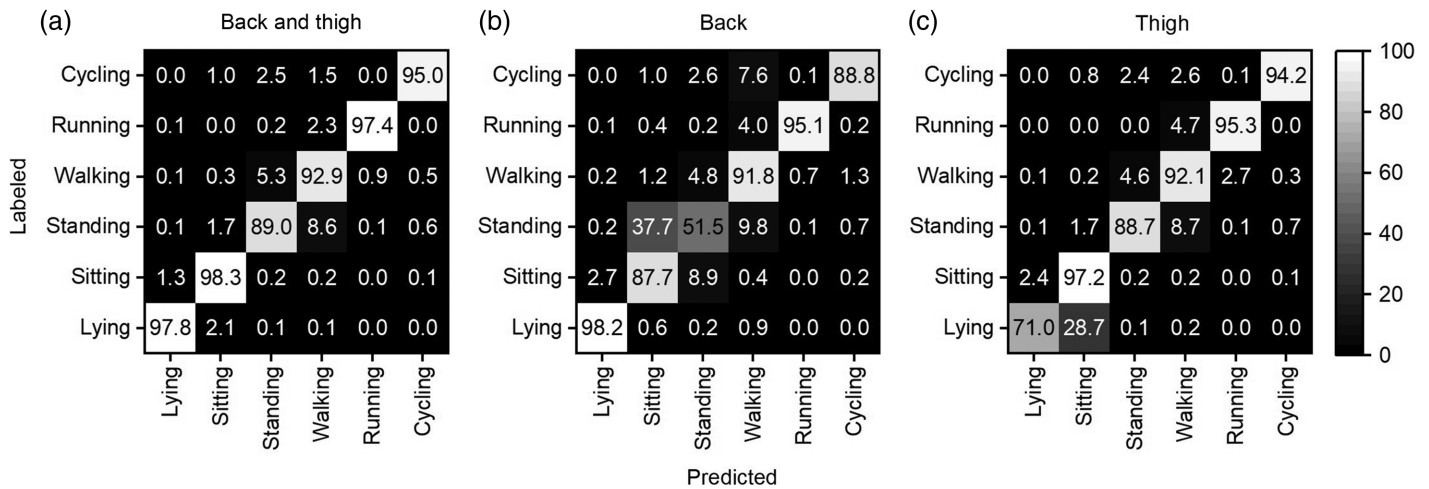 (a) Back and thigh (b) Back (c) Thigh
Cycling 0.0 1.0 2.5 1.5 0.0 95.0 Cycling 0.0 1.0 2.6 7.6 0.1 88.8 Cycling 0.0 0.8 2.4 2.6 0.1 94.2 100
Running 0.1 0.0 0.2 2.3 97.4 0.0 Running 0.1 0.4 0.2 4.0 95.1 0.2 Running 0.0 0.0 0.0 4.7 95.3 0.0 80
Walking 0.1 0.3 5.3 92.9 0.9 0.5 Walking 0.2 1.2 4.8 91.8 0.7 1.3 Walking 0.1 0.2 4.6 92.1 2.7 0.3 60
Labeled
Standing 0.1 1.7 89.0 8.6 0.1 0.6 Standing 0.2 37.7 51.5 9.8 0.1 0.7 Standing 0.1 1.7 88.7 8.7 0.1 0.7 40
Sitting 1.3 98.3 0.2 0.2 0.0 0.1 Sitting 2.7 87.7 8.9 0.4 0.0 0.2 Sitting 2.4 97.2 0.2 0.2 0.0 0.1 20
Lying 97.8 2.1 0.1 0.1 0.0 0.0 Lying 98.2 0.6 0.2 0.9 0.0 0.0 Lying 71.0 28.7 0.1 0.2 0.0 0.0 0
Lying Sitting Standing Walking Running Cycling Lying Sitting Standing Walking Running Cycling Lying Sitting Standing Walking Running Cycling
Predicted